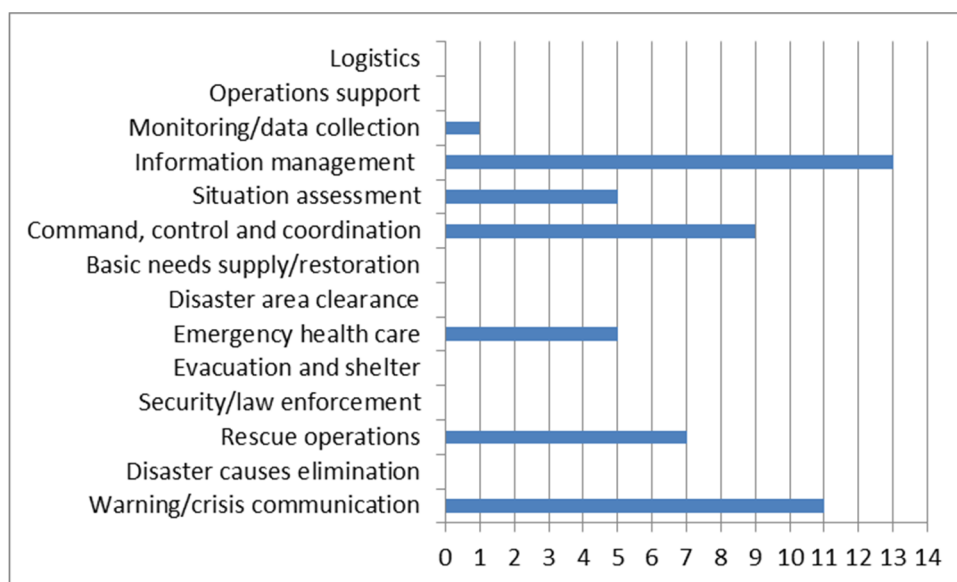 Logistics
Operations support
Monitoring/data collection
Information management
Situation assessment
Command, control and coordination
Basic needs supply/restoration
Disaster area clearance
Emergency health care
Evacuation and shelter
Security/law enforcement
Rescue operations
Disaster causes elimination
Warning/crisis communication
0 1 2 3 4 5 6 7 8 9 10 11 12 13 14